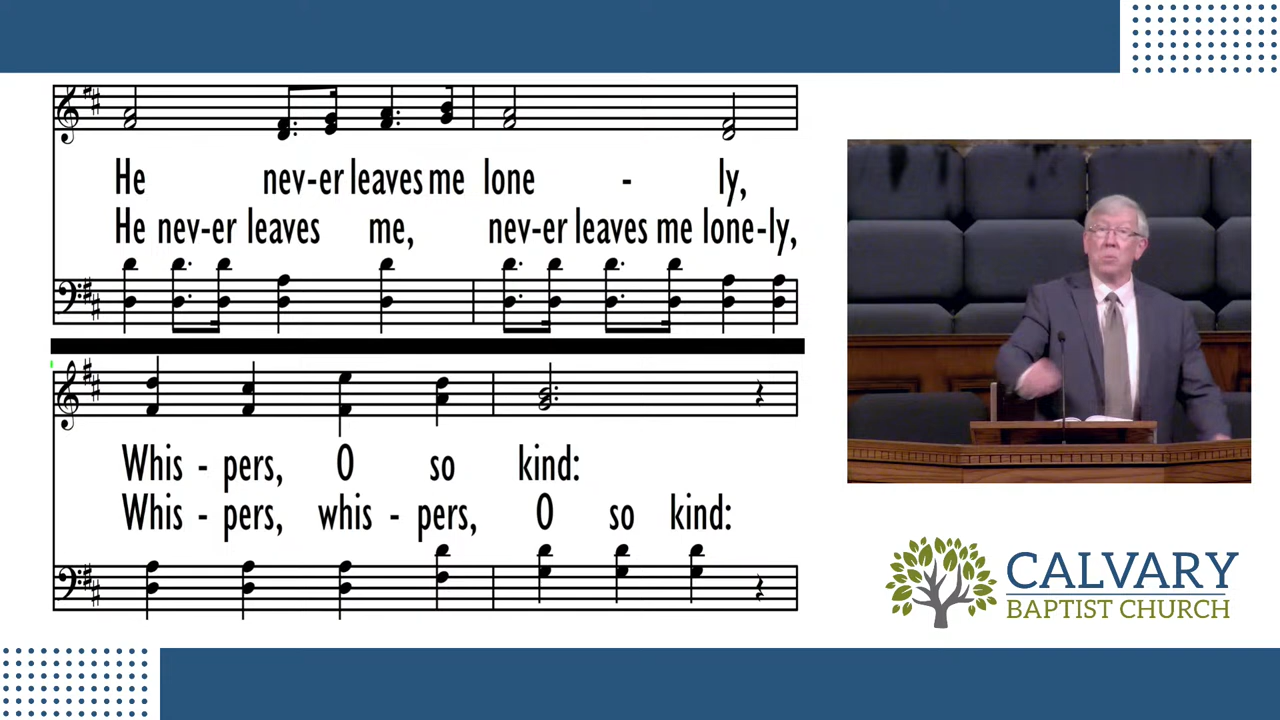 He nev-er leaves me lone - ly,
He nev-er leaves me, nev-er leaves me lone-ly,
Whis - pers, O so kind:
Whis - pers, whis - pers, O so kind:
CALVARY
BAPTIST CHURCH